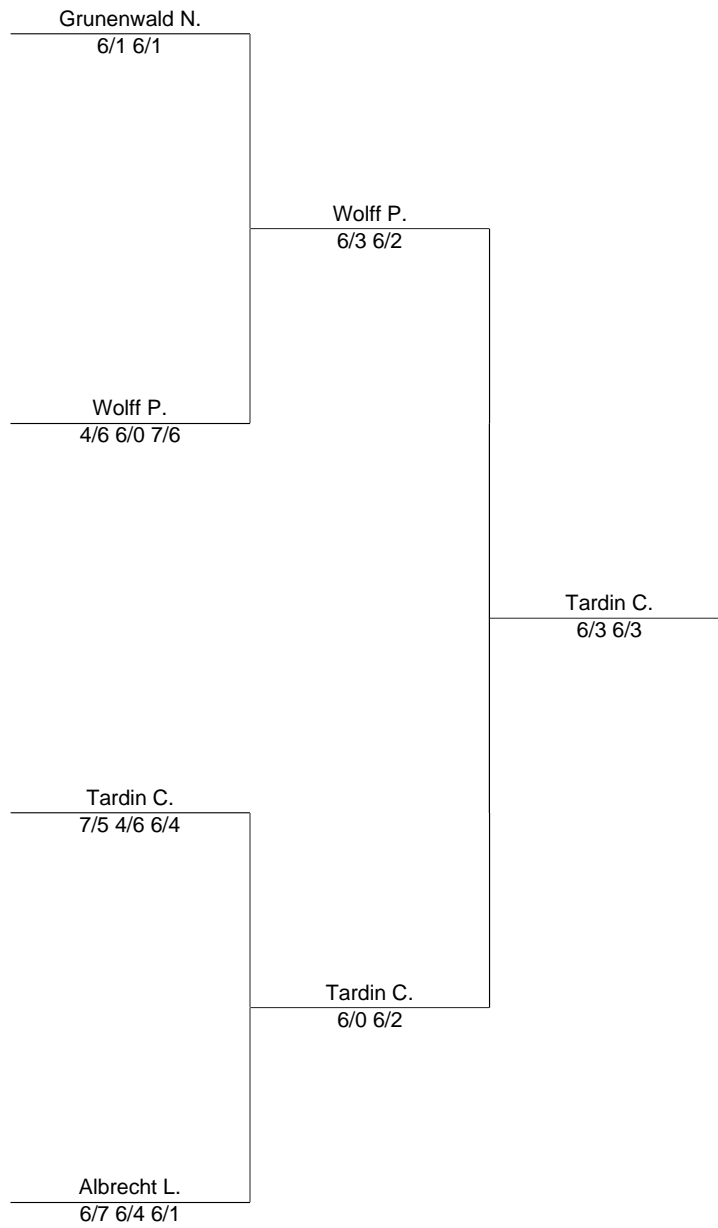 Grunenwald N.
6/1 6/1
Wolff P.
6/3 6/2
Wolff P.
4/6 6/0 7/6
Tardin C.
6/3 6/3
Tardin C.
7/5 4/6 6/4
Tardin C.
6/0 6/2
Albrecht L.
6/7 6/4 6/1